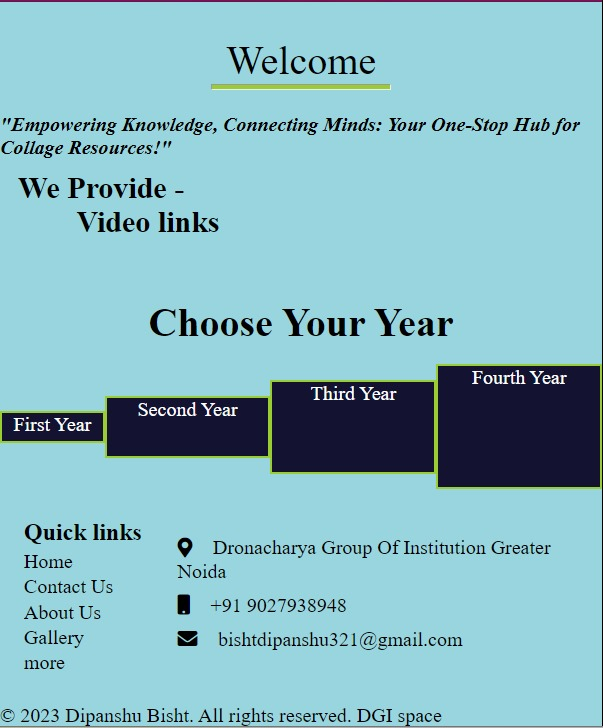 Welcome
"Empowering Knowledge, Connecting Minds: Your One-Stop Hub for
Collage Resources!"
We Provide -
Video links
Choose Your Year
First Year
Second Year
Third Year
Fourth Year
Quick links
Home
Contact Us
About Us
Gallery
more
Dronacharya Group Of Institution Greater
Noida
+91 9027938948
bishtdipanshu321@gmail.com
© 2023 Dipanshu Bisht. All rights reserved. DGI space